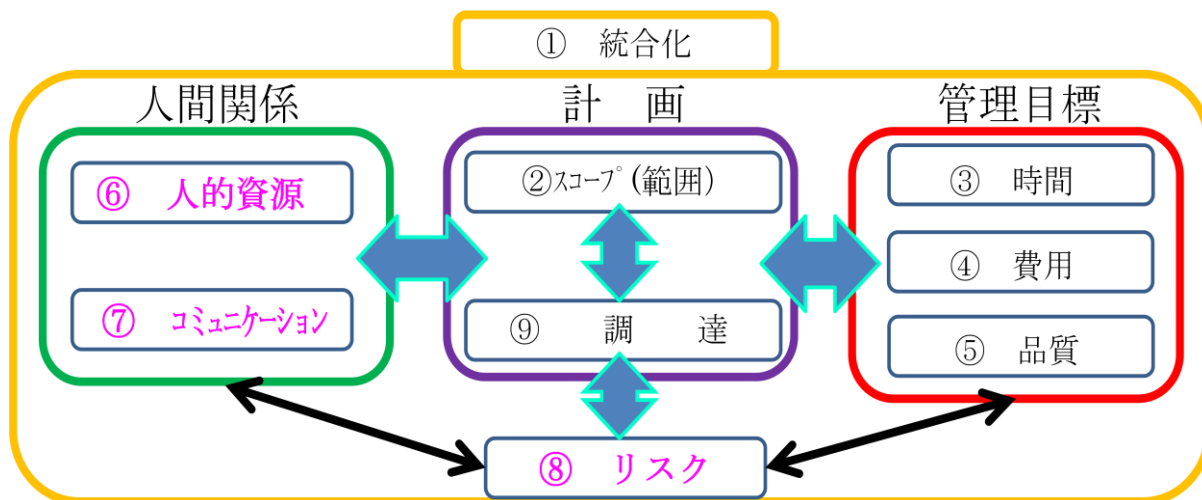 ① 統合化
人間関係
計 画
管理目標
⑥ 人的資源
②スコープ(範囲)
③ 時間
④ 費用
⑦ コミュニケーション
⑨ 調 達
⑤ 品質
⑧ リスク